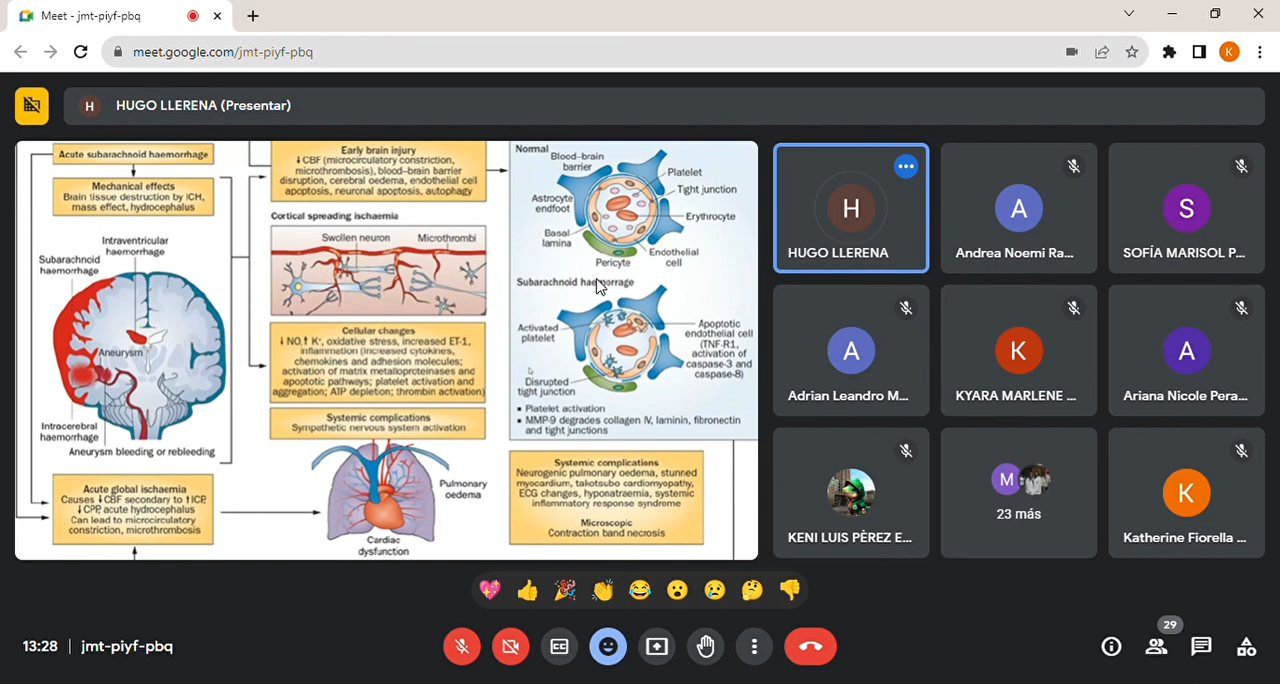 Meet - jmt-piyf-pbq
meet.google.com/jmt-piyf-pbq
K
H
HUGO LLERENA (Presentar)
Acute subarachnoid haemorrhage
Mechanical effects
Brain tissue destruction by ICH,
mass effect, hydrocephalus
Intraventricular
haemorrhage
Subarachnoid
haemorrhage
Aneurysm
Intracerebral
haemorrhage
Aneurysm bleeding or rebleeding
Acute global ischaemia
Causes ↓CBF secondary to ↑ICP,
↓CPP, acute hydrocephalus
Can lead to microcirculatory
constriction, microthrombosis
Early brain injury
↓CBF (microcirculatory constriction,
microthrombosis), blood–brain barrier
disruption, cerebral oedema, endothelial cell
apoptosis, neuronal apoptosis, autophagy
Cortical spreading ischaemia
Swollen neuron
Microthrombi
Cellular changes
↓NO,↑ K⁺, oxidative stress, increased ET-1,
inflammation (increased cytokines,
chemokines and adhesion molecules;
activation of matrix metalloproteinases and
apoptotic pathways; platelet activation and
aggregation; ATP depletion; thrombin activation)
Systemic complications
Sympathetic nervous system activation
Pulmonary
oedema
Cardiac
dysfunction
Normal
Blood–brain
barrier
Platelet
Tight junction
Astrocyte
endfoot
Erythrocyte
Basal
lamina
Endothelial
cell
Pericyte
Subarachnoid haemorrhage
Activated
platelet
Apoptotic
endothelial cell
(TNF-R1,
activation of
caspase-3 and
caspase-8)
Disrupted
tight junction
• Platelet activation
• MMP-9 degrades collagen IV, laminin, fibronectin
and tight junctions
Systemic complications
Neurogenic pulmonary oedema, stunned
myocardium, takotsubo cardiomyopathy,
ECG changes, hyponatraemia, systemic
inflammatory response syndrome
Microscopic
Contraction band necrosis
H
HUGO LLERENA
A
Andrea Noemi Ra...
S
SOFÍA MARISOL P...
A
Adrian Leandro M...
K
KYARA MARLENE ...
A
Ariana Nicole Pera...
KENI LUIS PÈREZ E...
M
23 más
K
Katherine Fiorella ...
13:28 | jmt-piyf-pbq
CC
29